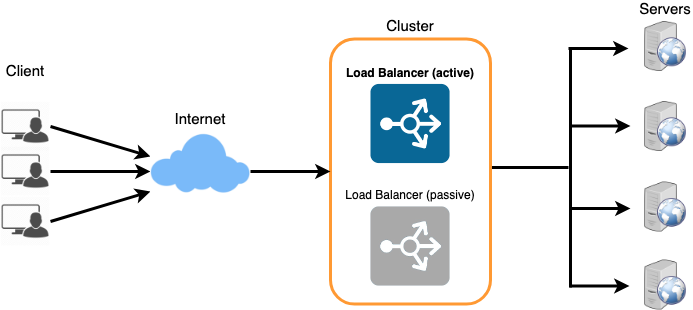 Servers
Cluster
Client
Load Balancer (active)
Internet
Load Balancer (passive)